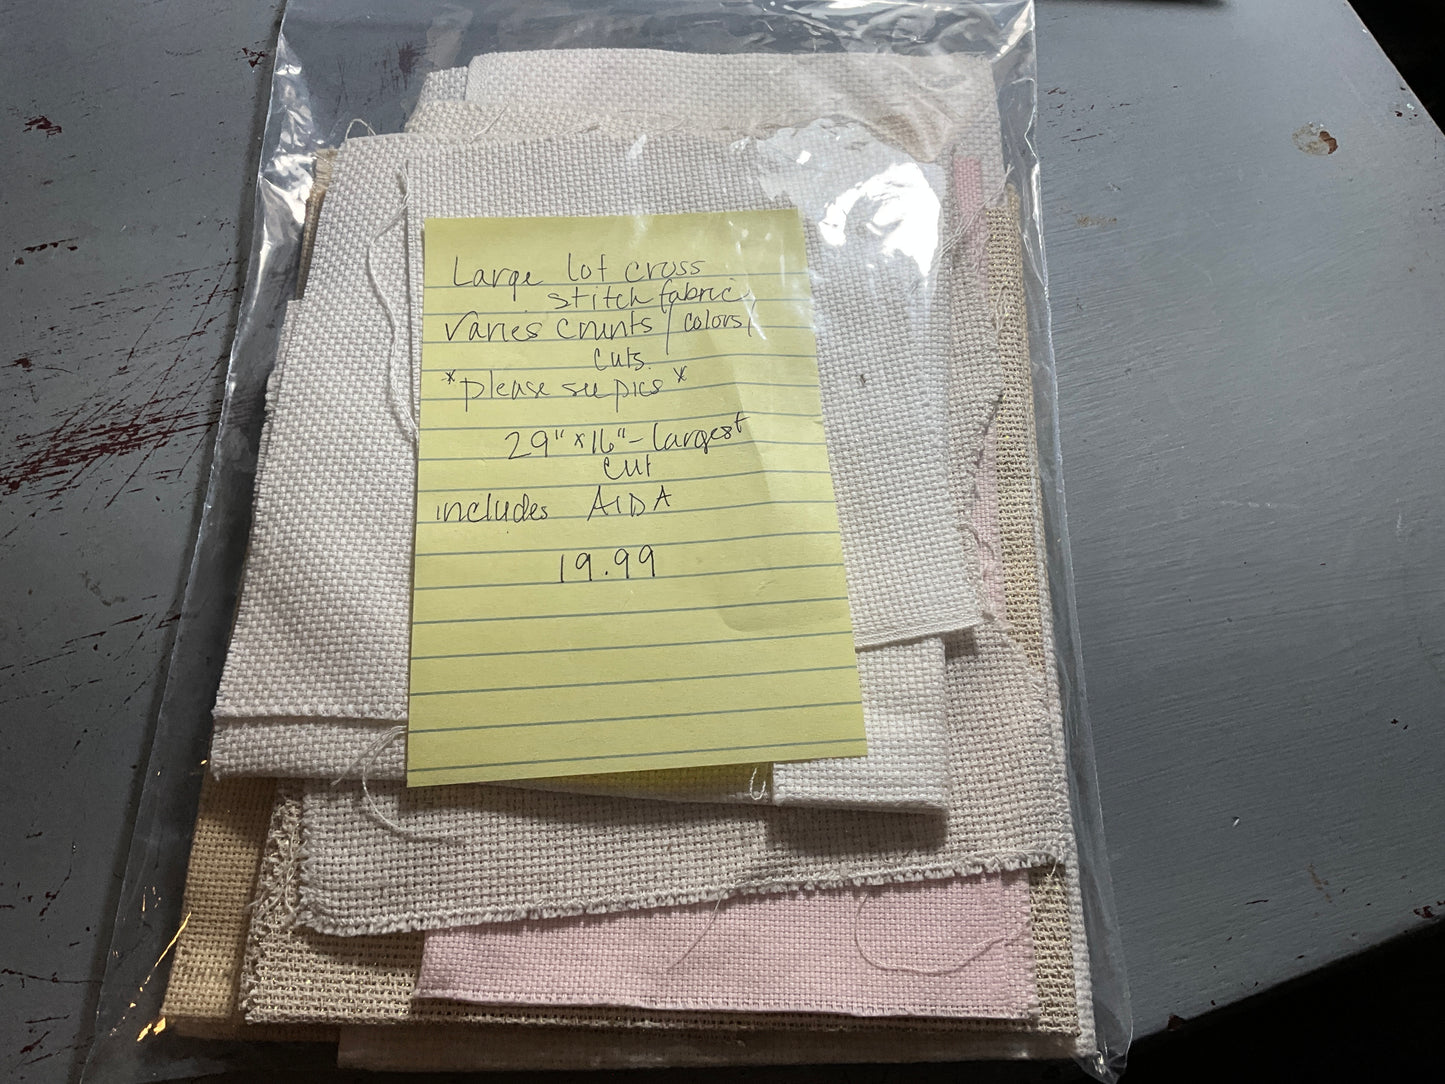 Large lot cross
stitch fabric,
varies counts / colors /
cuts.
*please see pics*
29" x 16" - largest
cut
includes AIDA
19.99